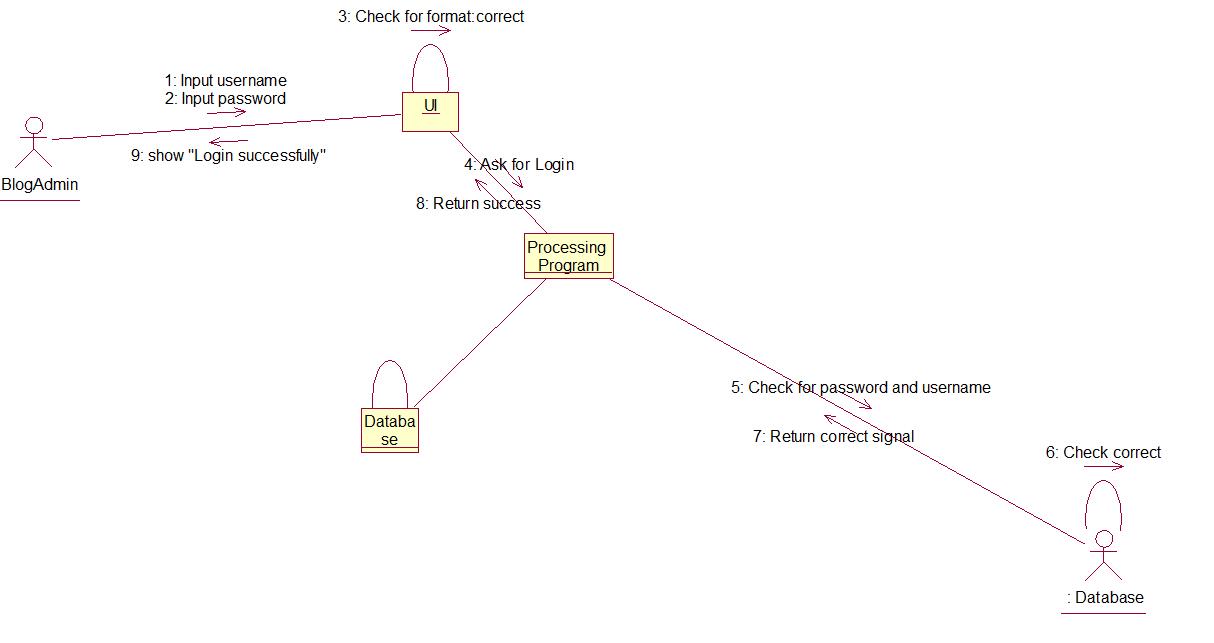 3: Check for format:correct
1: Input username
2: Input password
UI
9: show "Login successfully"
BlogAdmin
4: Ask for Login
8: Return success
Processing
Program
5: Check for password and username
Databa
se
7: Return correct signal
6: Check correct
: Database